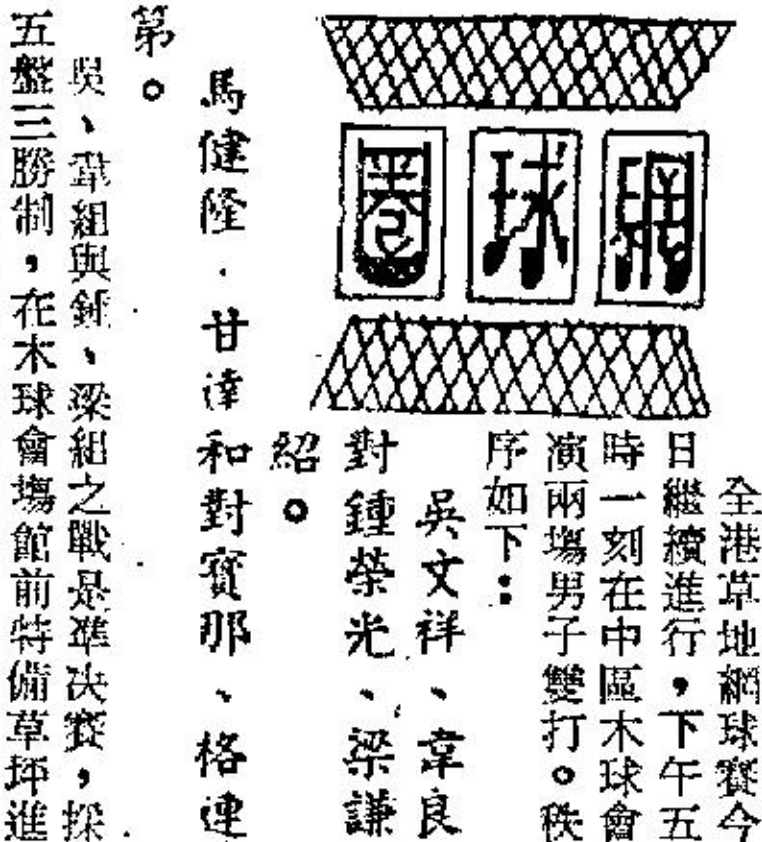 網球圈
全港草地網球賽今
日繼續進行,下午五
時一刻在中區木球會
演兩塲男子雙打。秩
序如下:
吳文祥、韋良
對鍾榮光、梁謙
紹。
馬健隆.甘達和對寶那、格連
第。
吳、韋組與鍾、梁組之戰是準决賽,採
五盤三勝制,在木球會塲館前特備草坪進